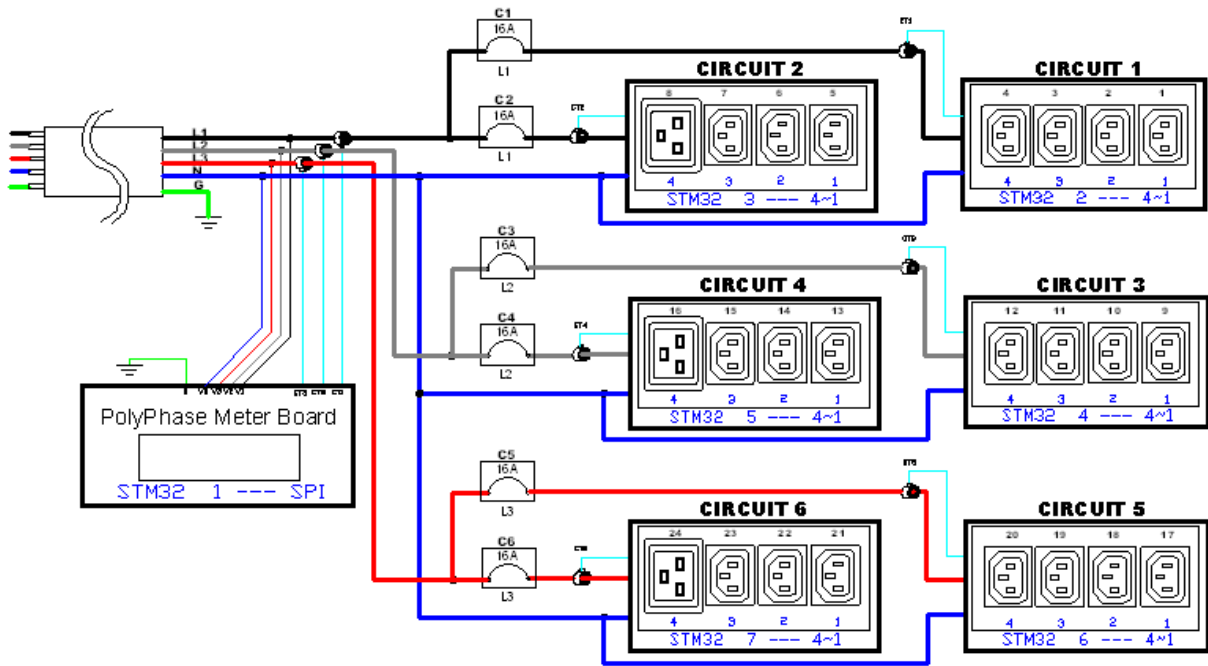 C1
16A
L1
CIRCUIT 2
CIRCUIT 1
C2
16A
L1
8 7 6 5
4 3 2 1
4 3 2 1
STM32 3 --- 4~1
4 3 2 1
STM32 2 --- 4~1
L1
L2
L3
N
G
C3
16A
L2
CIRCUIT 4
CIRCUIT 3
C4
16A
L2
16 15 14 13
12 11 10 9
4 3 2 1
STM32 5 --- 4~1
4 3 2 1
STM32 4 --- 4~1
PolyPhase Meter Board
STM32 1 --- SPI
C5
16A
L3
CIRCUIT 6
CIRCUIT 5
C6
16A
L3
24 23 22 21
20 19 18 17
4 3 2 1
STM32 7 --- 4~1
4 3 2 1
STM32 6 --- 4~1